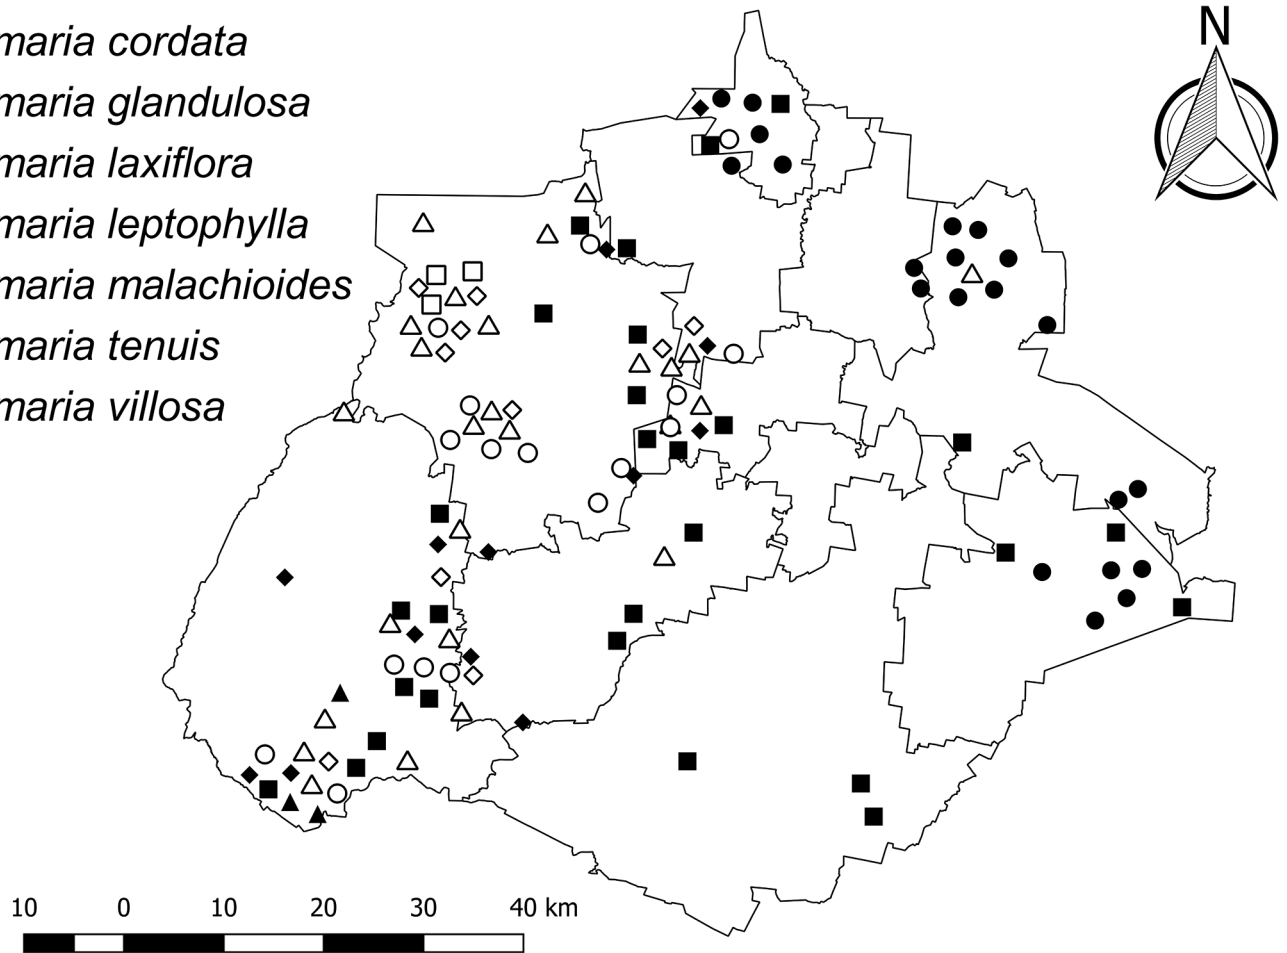 maria cordata
maria glandulosa
maria laxiflora
maria leptophylla
maria malachioides
maria tenuis
maria villosa
N
10 0 10 20 30 40 km